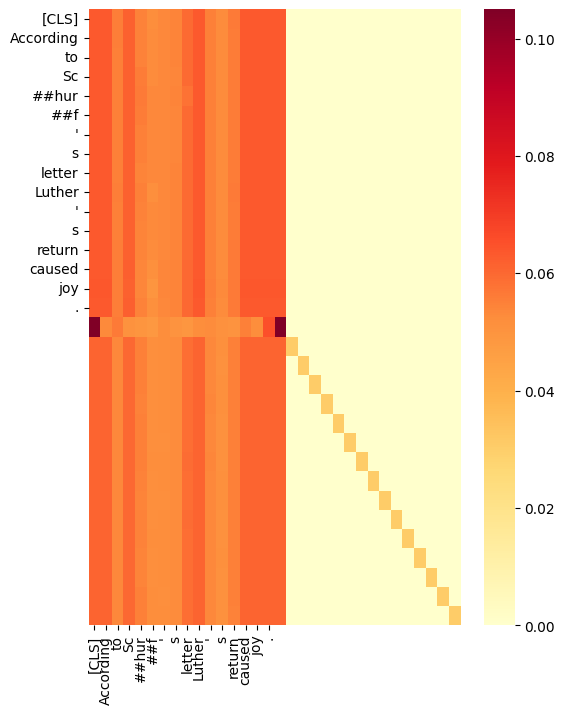 [CLS]
According
to
Sc
##hur
##f
'
s
letter
Luther
'
s
return
caused
joy
.
[CLS]
According
to
Sc
##hur
##f
'
s
letter
Luther
'
s
return
caused
joy
.
0.10
0.08
0.06
0.04
0.02
0.00